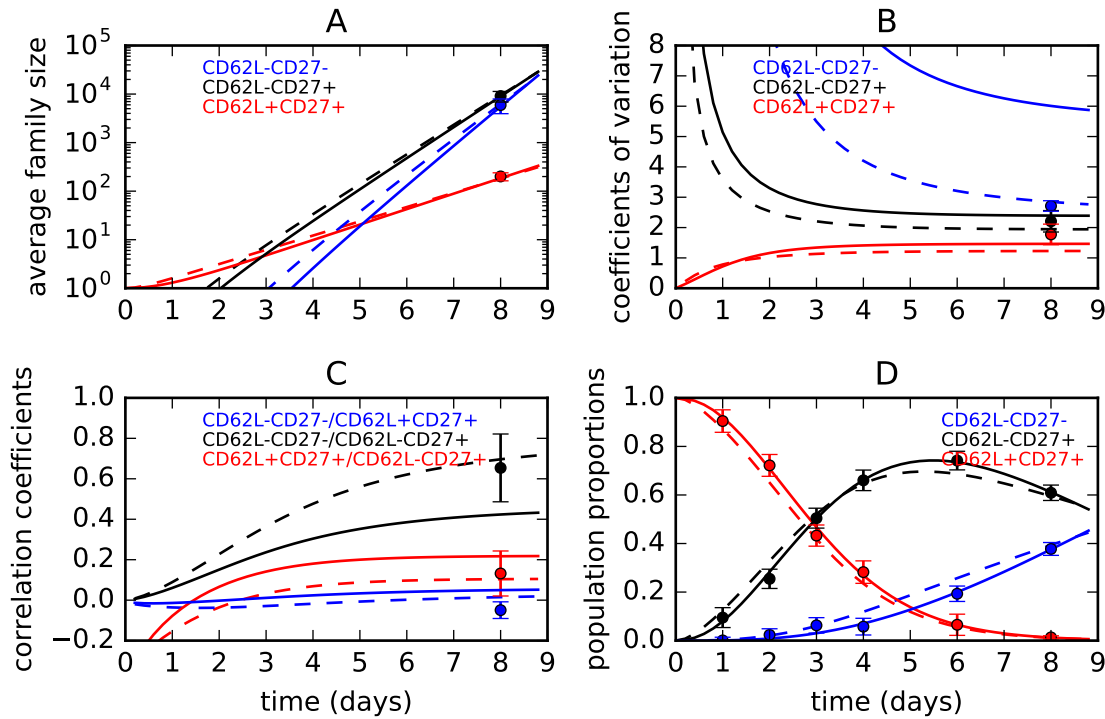 A
average family size
10^5
10^4
10^3
10^2
10^1
10^0
CD62L-CD27-
CD62L-CD27+
CD62L+CD27+
0 1 2 3 4 5 6 7 8 9
B
coefficients of variation
8
7
6
5
4
3
2
1
0
CD62L-CD27-
CD62L-CD27+
CD62L+CD27+
0 1 2 3 4 5 6 7 8 9
C
correlation coefficients
1.0
0.8
0.6
0.4
0.2
0.0
−0.2
CD62L-CD27-/CD62L+CD27+
CD62L-CD27-/CD62L-CD27+
CD62L+CD27+/CD62L-CD27+
0 1 2 3 4 5 6 7 8 9
time (days)
D
population proportions
1.0
0.8
0.6
0.4
0.2
0.0
CD62L-CD27-
CD62L-CD27+
CD62L+CD27+
0 1 2 3 4 5 6 7 8 9
time (days)